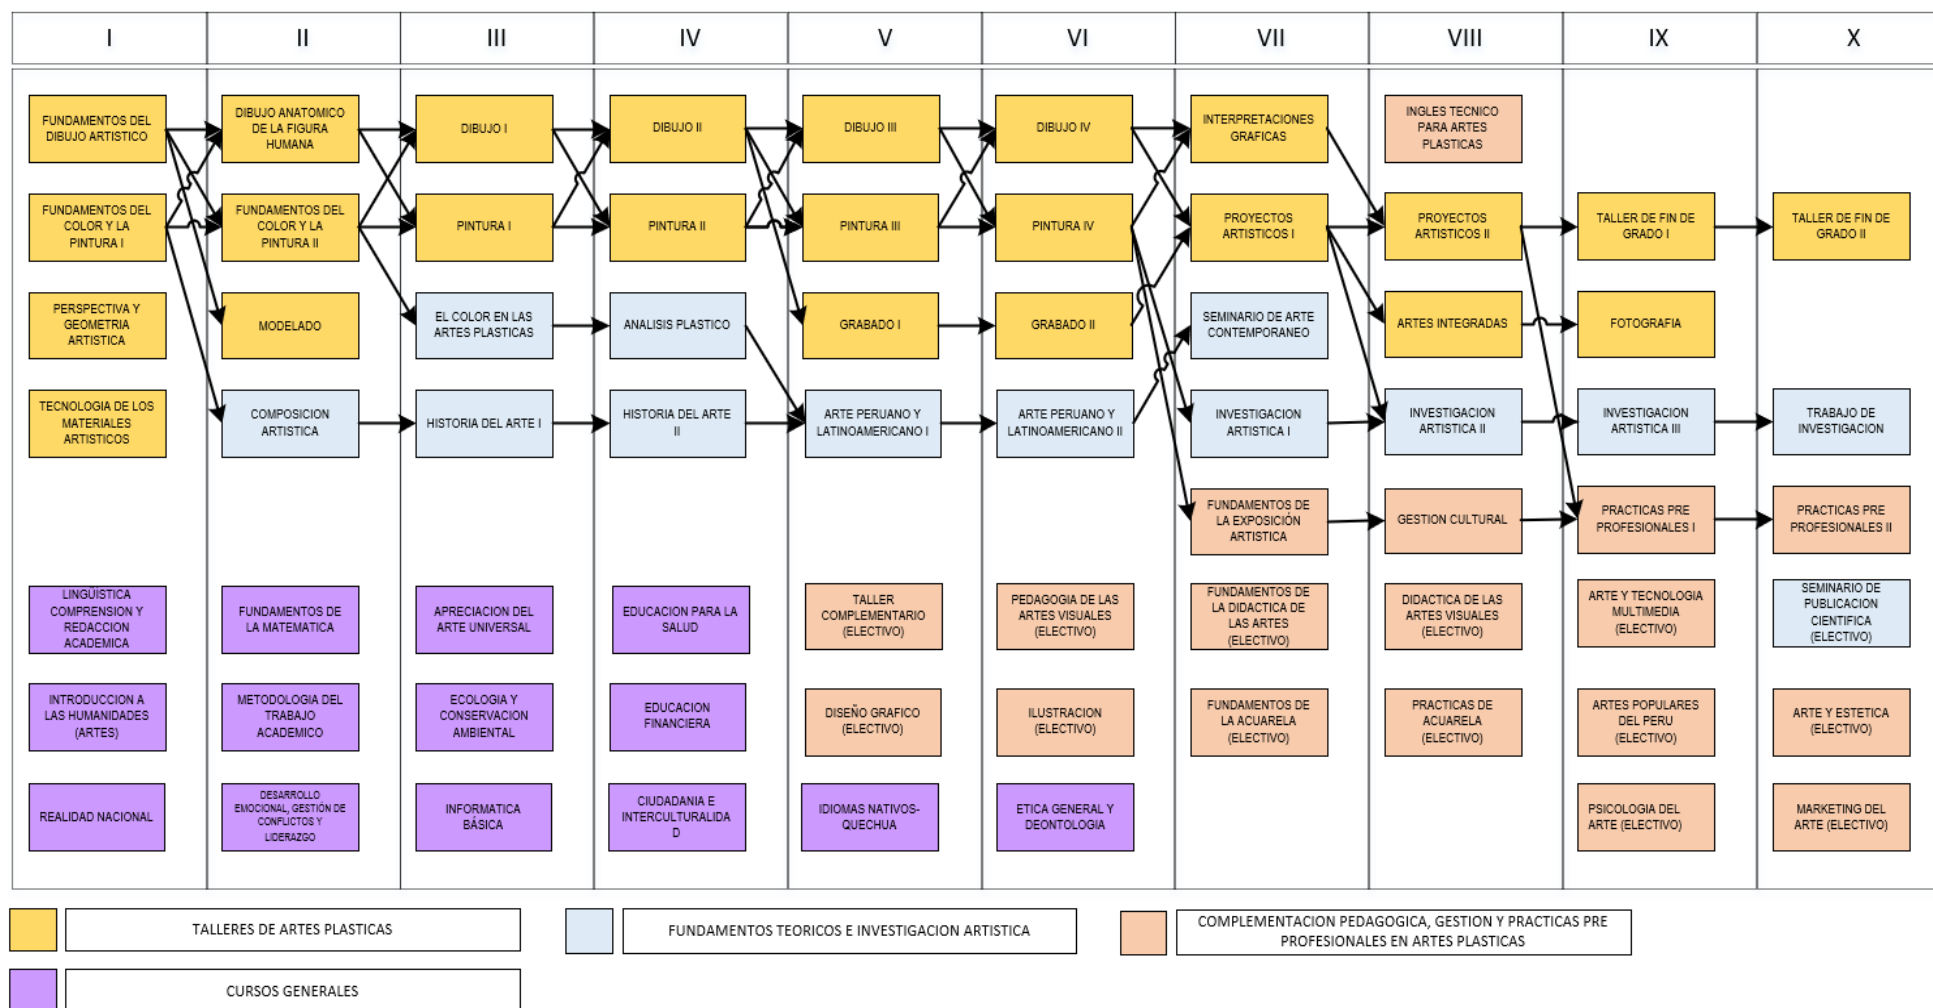 I II III IV V VI VII VIII IX X
FUNDAMENTOS DEL
DIBUJO ARTISTICO
DIBUJO ANATOMICO
DE LA FIGURA
HUMANA
DIBUJO I
DIBUJO II
DIBUJO III
DIBUJO IV
INTERPRETACIONES
GRAFICAS
INGLES TECNICO
PARA ARTES
PLASTICAS
FUNDAMENTOS DEL
COLOR Y LA
PINTURA I
FUNDAMENTOS DEL
COLOR Y LA
PINTURA II
PINTURA I
PINTURA II
PINTURA III
PINTURA IV
PROYECTOS
ARTISTICOS I
PROYECTOS
ARTISTICOS II
TALLER DE FIN DE
GRADO I
TALLER DE FIN DE
GRADO II
PERSPECTIVA Y
GEOMETRIA
ARTISTICA
MODELADO
EL COLOR EN LAS
ARTES PLASTICAS
ANALISIS PLASTICO
GRABADO I
GRABADO II
SEMINARIO DE ARTE
CONTEMPORANEO
ARTES INTEGRADAS
FOTOGRAFIA
TECNOLOGIA DE LOS
MATERIALES
ARTISTICOS
COMPOSICION
ARTISTICA
HISTORIA DEL ARTE I
HISTORIA DEL ARTE
II
ARTE PERUANO Y
LATINOAMERICANO I
ARTE PERUANO Y
LATINOAMERICANO II
INVESTIGACION
ARTISTICA I
INVESTIGACION
ARTISTICA II
INVESTIGACION
ARTISTICA III
TRABAJO DE
INVESTIGACION
FUNDAMENTOS DE
LA EXPOSICIÓN
ARTISTICA
GESTION CULTURAL
PRACTICAS PRE
PROFESIONALES I
PRACTICAS PRE
PROFESIONALES II
LINGÜISTICA
COMPRENSION Y
REDACCION
ACADEMICA
FUNDAMENTOS DE
LA MATEMATICA
APRECIACION DEL
ARTE UNIVERSAL
EDUCACION PARA LA
SALUD
TALLER
COMPLEMENTARIO
(ELECTIVO)
PEDAGOGIA DE LAS
ARTES VISUALES
(ELECTIVO)
FUNDAMENTOS DE
LA DIDACTICA DE
LAS ARTES
(ELECTIVO)
DIDACTICA DE LAS
ARTES VISUALES
(ELECTIVO)
ARTE Y TECNOLOGIA
MULTIMEDIA
(ELECTIVO)
SEMINARIO DE
PUBLICACION
CIENTIFICA
(ELECTIVO)
INTRODUCCION A
LAS HUMANIDADES
(ARTES)
METODOLOGIA DEL
TRABAJO
ACADEMICO
ECOLOGIA Y
CONSERVACION
AMBIENTAL
EDUCACION
FINANCIERA
DISEÑO GRAFICO
(ELECTIVO)
ILUSTRACION
(ELECTIVO)
FUNDAMENTOS DE
LA ACUARELA
(ELECTIVO)
PRACTICAS DE
ACUARELA
(ELECTIVO)
ARTES POPULARES
DEL PERU
(ELECTIVO)
ARTE Y ESTETICA
(ELECTIVO)
REALIDAD NACIONAL
DESARROLLO
EMOCIONAL, GESTIÓN DE
CONFLICTOS Y
LIDERAZGO
INFORMATICA
BÁSICA
CIUDADANIA E
INTERCULTURALIDA
D
IDIOMAS NATIVOS-
QUECHUA
ETICA GENERAL Y
DEONTOLOGIA
PSICOLOGIA DEL
ARTE (ELECTIVO)
MARKETING DEL
ARTE (ELECTIVO)
TALLERES DE ARTES PLASTICAS
FUNDAMENTOS TEORICOS E INVESTIGACION ARTISTICA
COMPLEMENTACION PEDAGOGICA, GESTION Y PRACTICAS PRE
PROFESIONALES EN ARTES PLASTICAS
CURSOS GENERALES